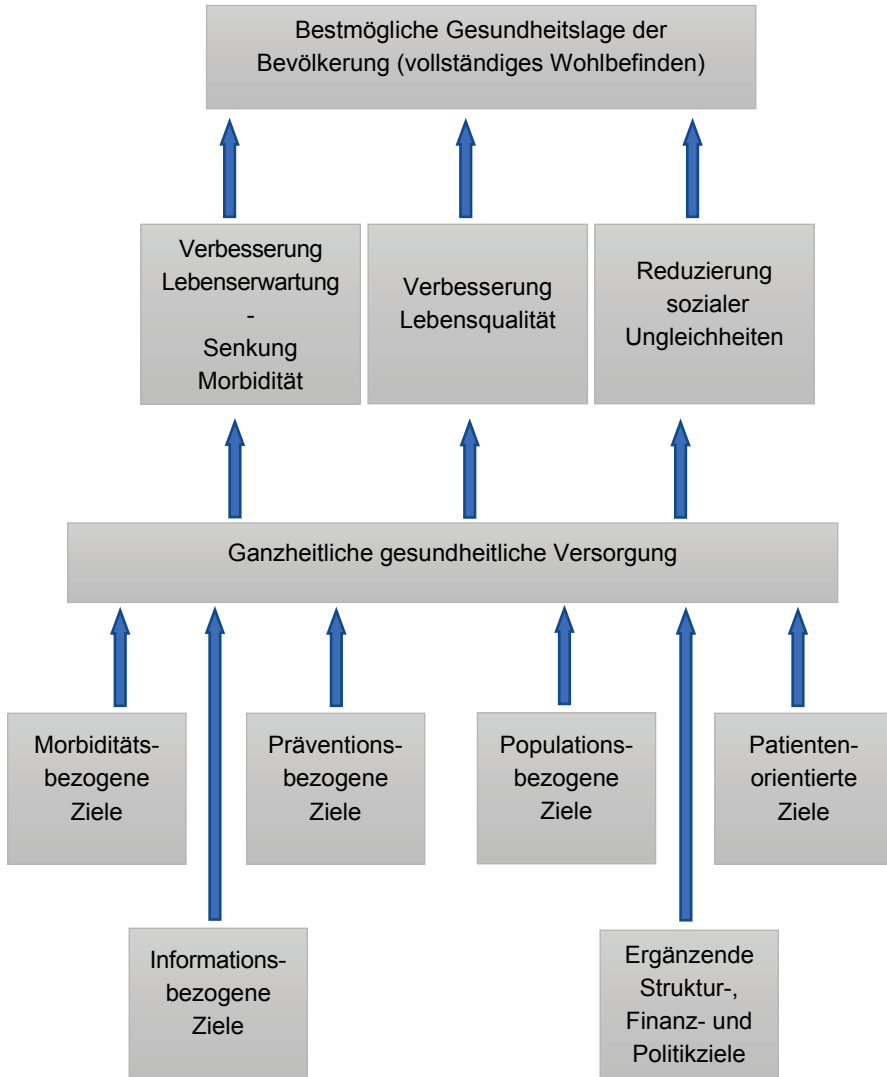 Bestmögliche Gesundheitslage der
Bevölkerung (vollständiges Wohlbefinden)
Verbesserung
Lebenserwartung
-
Senkung
Morbidität
Verbesserung
Lebensqualität
Reduzierung
sozialer
Ungleichheiten
Ganzheitliche gesundheitliche Versorgung
Morbiditäts-
bezogene
Ziele
Präventions-
bezogene
Ziele
Populations-
bezogene
Ziele
Patienten-
orientierte
Ziele
Informations-
bezogene
Ziele
Ergänzende
Struktur-,
Finanz- und
Politikziele